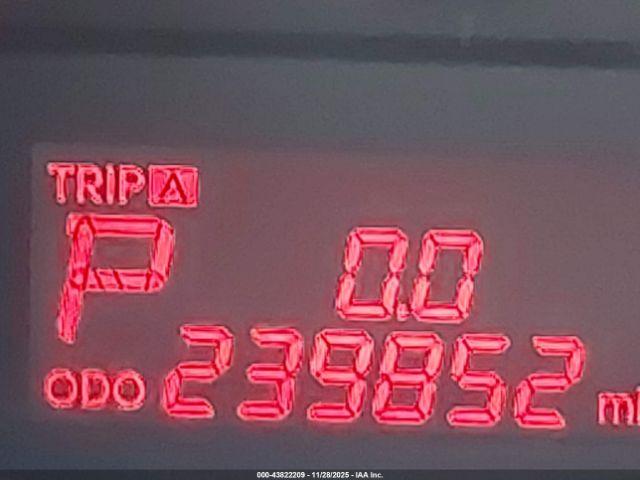 TRIP A
P 0.0
ODO 239852 mi
000-43822209 - 11/28/2025 - IAA Inc.